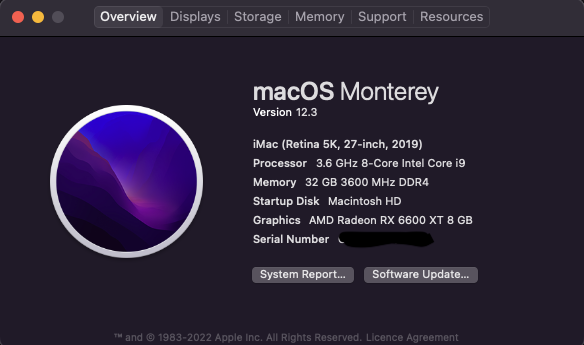 Overview Displays Storage Memory Support Resources
macOS Monterey
Version 12.3
iMac (Retina 5K, 27-inch, 2019)
Processor 3.6 GHz 8-Core Intel Core i9
Memory 32 GB 3600 MHz DDR4
Startup Disk Macintosh HD
Graphics AMD Radeon RX 6600 XT 8 GB
Serial Number
System Report... Software Update...
™ and © 1983-2022 Apple Inc. All Rights Reserved. Licence Agreement